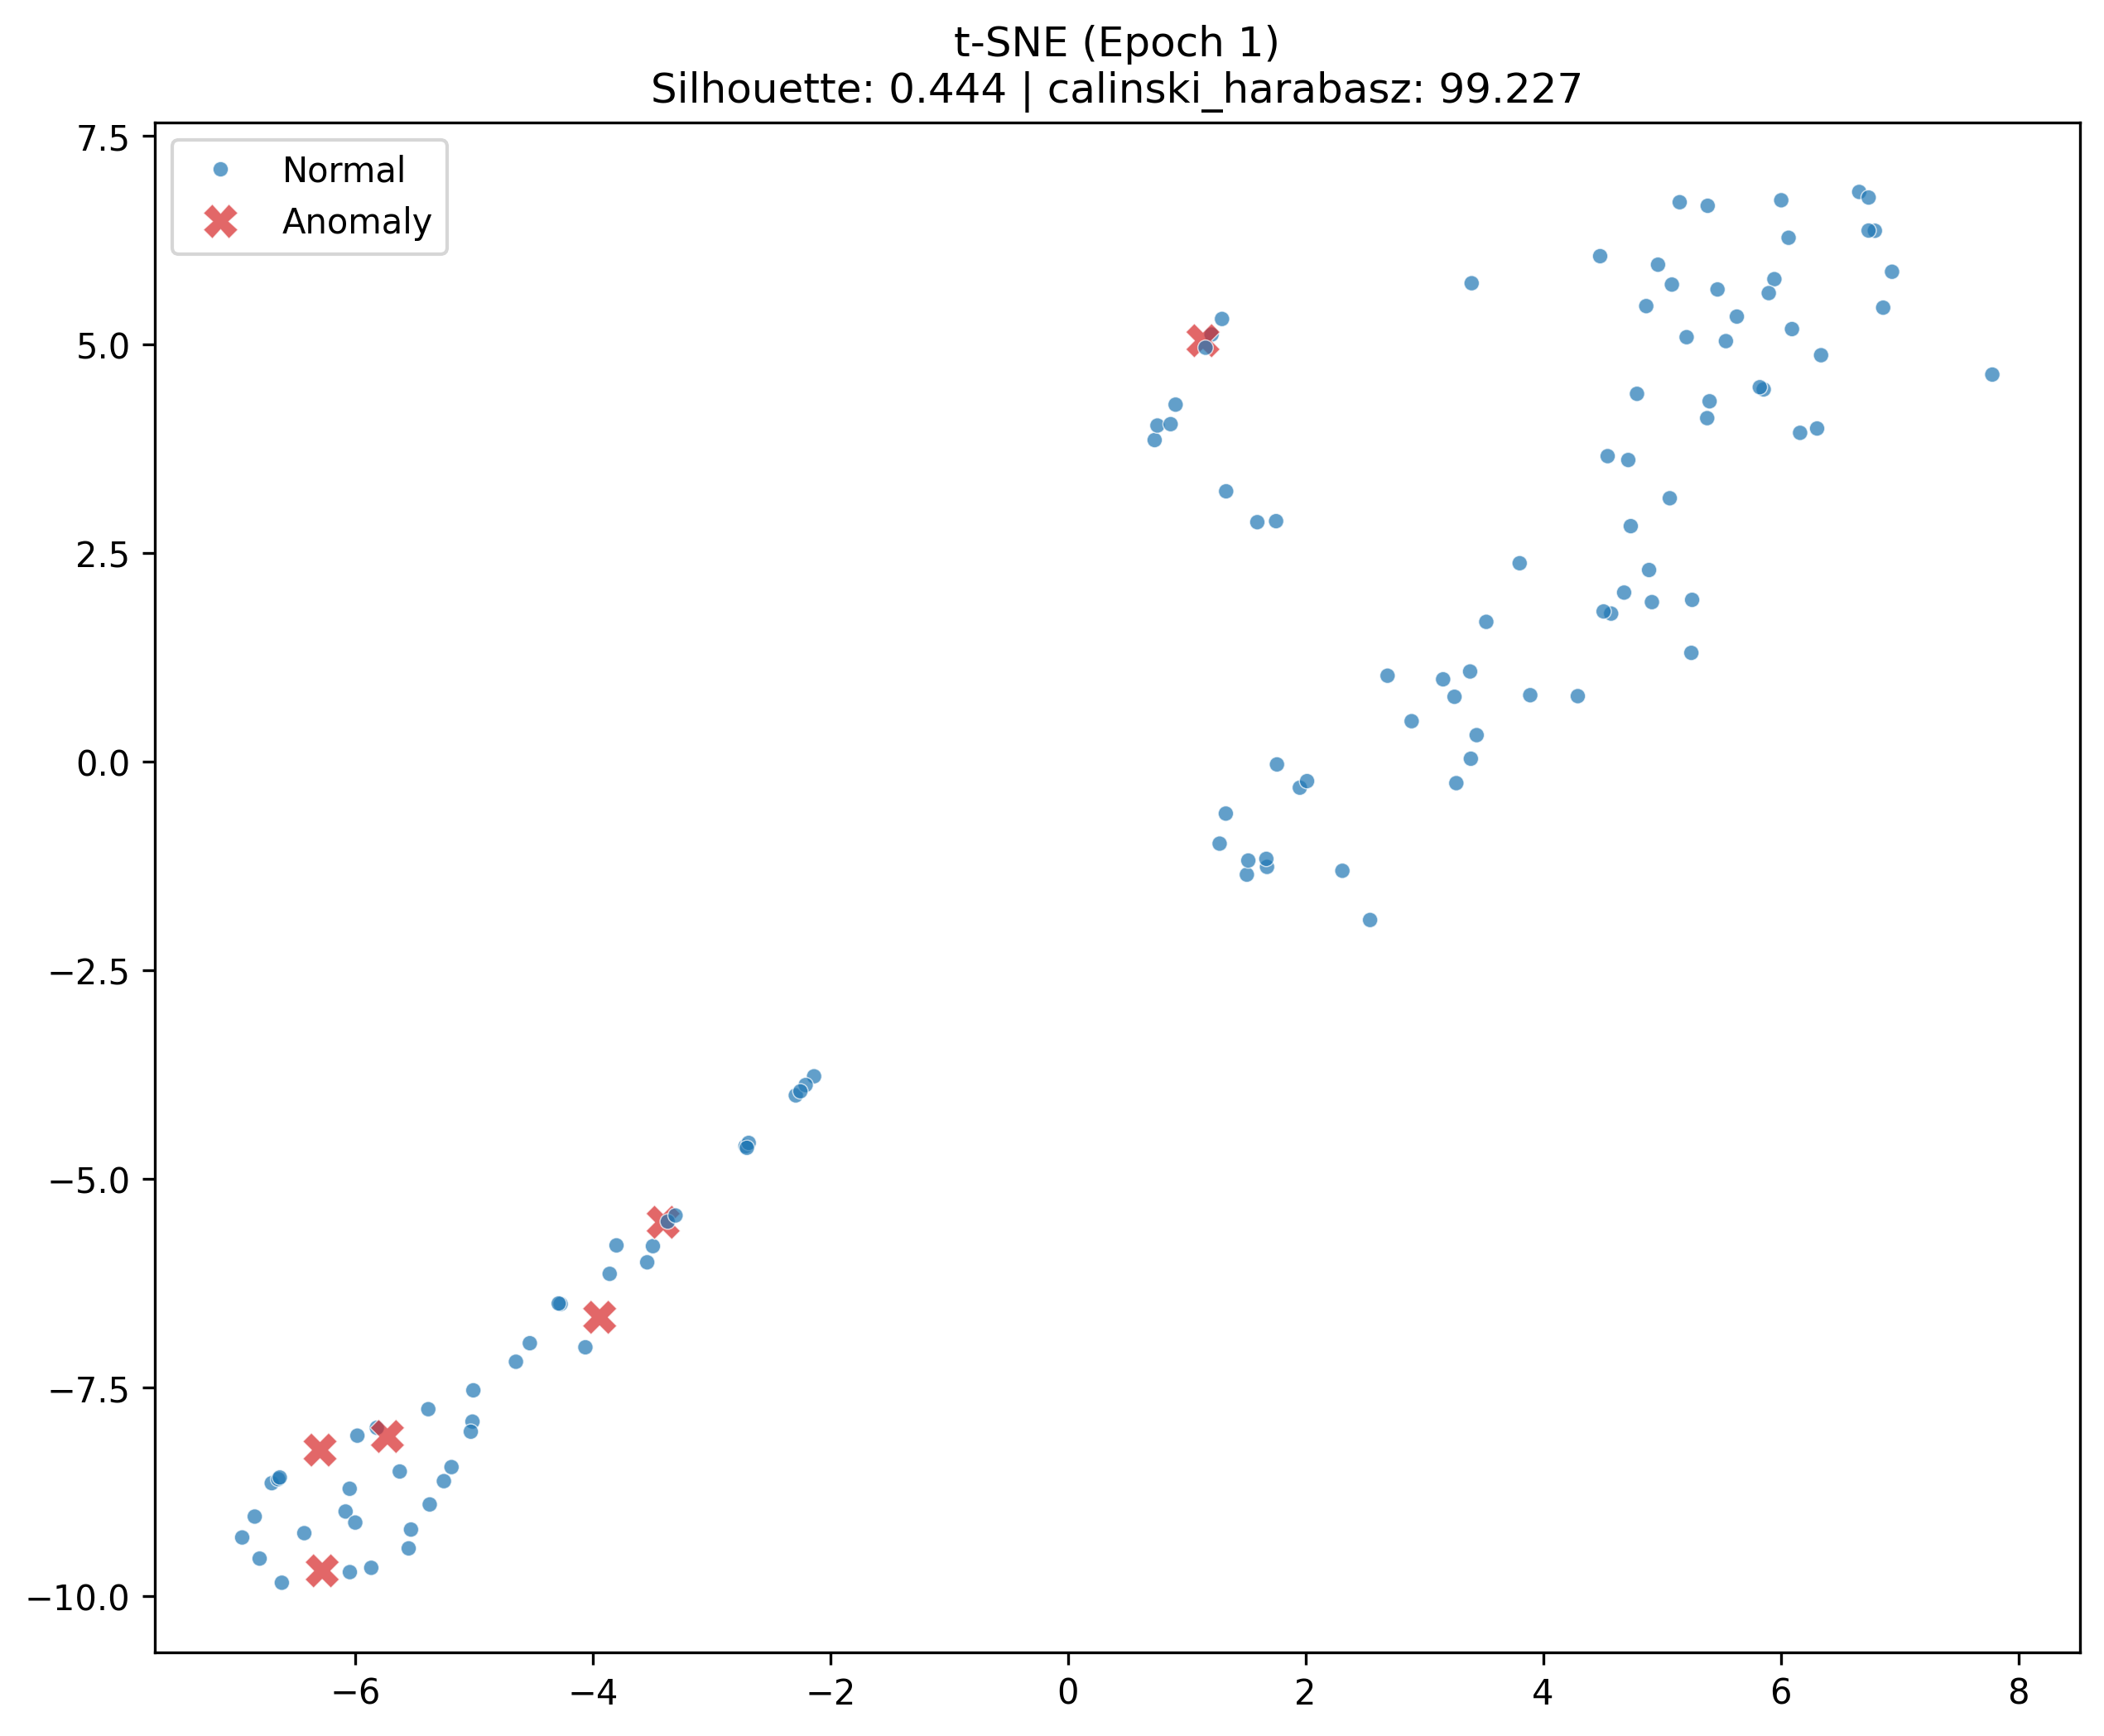 t-SNE (Epoch 1)
Silhouette: 0.444 | calinski_harabasz: 99.227
Normal
Anomaly
7.5
5.0
2.5
0.0
−2.5
−5.0
−7.5
−10.0
−6 −4 −2 0 2 4 6 8